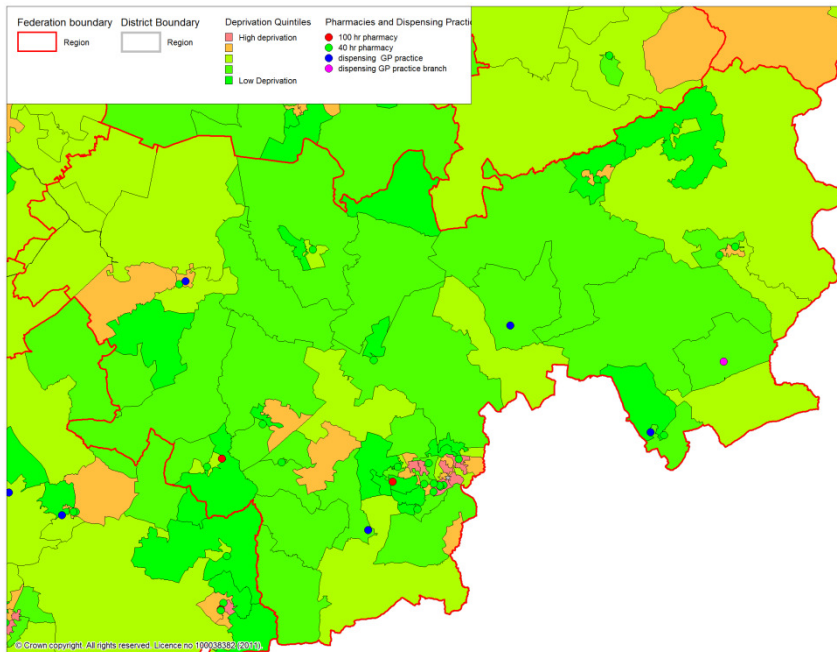 Federation boundary
Region
District Boundary
Region
Deprivation Quintiles
High deprivation
Low Deprivation
Pharmacies and Dispensing Practic
100 hr pharmacy
40 hr pharmacy
dispensing GP practice
dispensing GP practice branch
© Crown copyright. All rights reserved. Licence no 100038382 (2011).